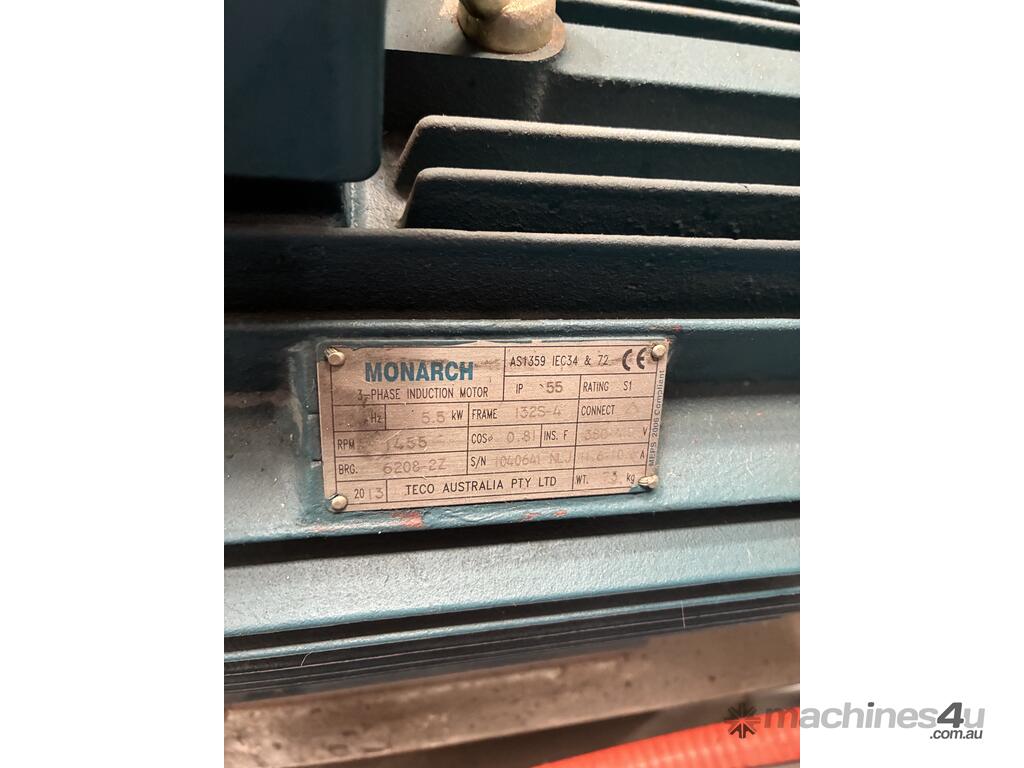 MONARCH AS1359 IEC34 & 72 CE
3-PHASE INDUCTION MOTOR IP 55 RATING S1
Hz 5.5 kW FRAME 132S-4 CONNECT
RPM 1455 COSø 0.81 INS. F V
BRG. 6208-2Z S/N 1040641 A
2013 TECO AUSTRALIA PTY LTD WT. kg
MEPS 2006 Compliant
machines4u
.com.au